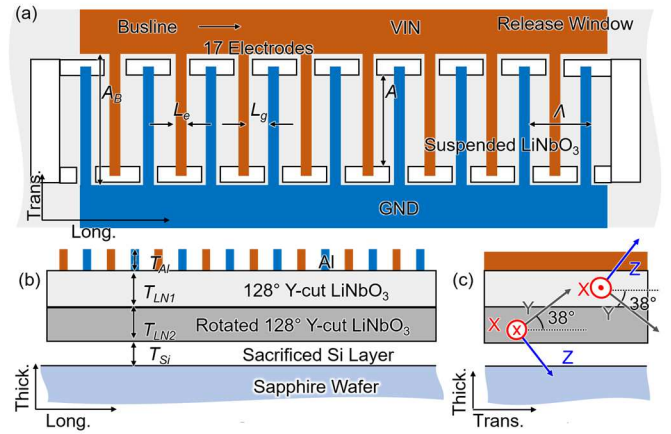 (a)
Busline
VIN
Release Window
17 Electrodes
A_B
L_e
L_g
A
Λ
Suspended LiNbO₃
Trans.
GND
Long.
(b)
T_Al
Al
T_LN1
128° Y-cut LiNbO₃
T_LN2
Rotated 128° Y-cut LiNbO₃
T_Si
Sacrificed Si Layer
Thick.
Sapphire Wafer
Long.
(c)
Z
X
Y
38°
Y
38°
X
x
Z
Thick.
Trans.